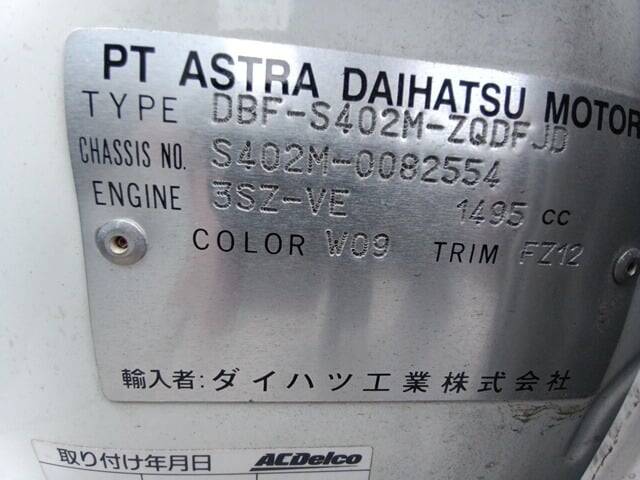 PT ASTRA DAIHATSU MOTOR
TYPE DBF-S402M-ZQDFJD
CHASSIS NO. S402M-0082554
ENGINE 3SZ-VE 1495 cc
COLOR W09 TRIM FZ12
輸入者: ダイハツ工業株式会社
取り付け年月日 ACDelco